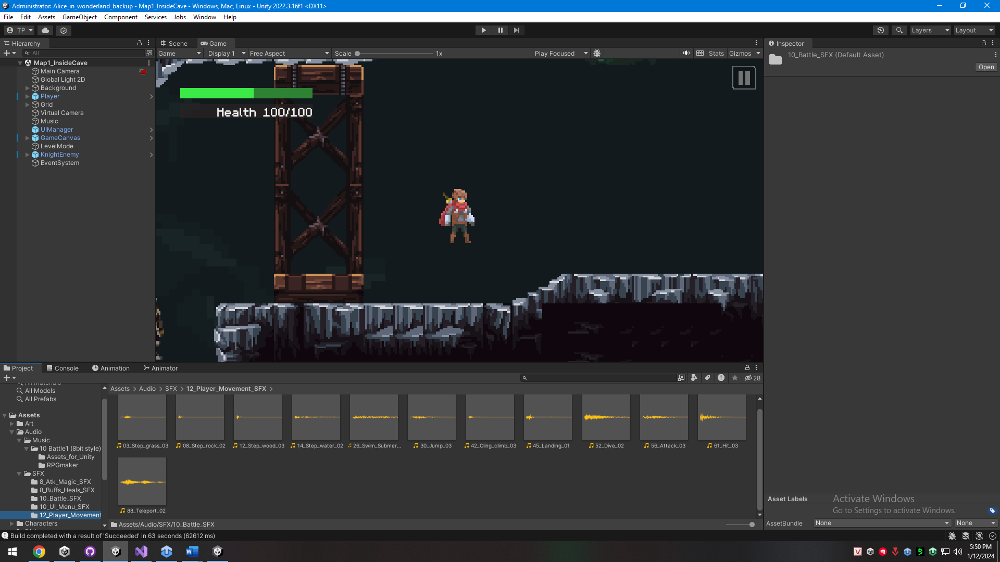 Administrator: Alice_in_wonderland_backup - Map1_InsideCave - Windows, Mac, Linux - Unity 2022.3.16f1 <DX11>
File Edit Assets GameObject Component Services Jobs Window Help
TP Layers Layout
Hierarchy
All
Map1_InsideCave
Main Camera
Global Light 2D
Background
Player
Grid
Virtual Camera
Music
UIManager
GameCanvas
LevelMode
KnightEnemy
EventSystem
Scene Game
Game Display 1 Free Aspect Scale 1x Play Focused Stats Gizmos
Health 100/100
Inspector
10_Battle_SFX (Default Asset)
Open
Project Console Animation Animator
28
All Models
All Prefabs
Assets
Art
Audio
Music
10 Battle1 (8bit style)
Assets_for_Unity
RPGmaker
SFX
8_Atk_Magic_SFX
8_Buffs_Heals_SFX
10_Battle_SFX
10_UI_Menu_SFX
12_Player_Movement
Characters
Assets > Audio > SFX > 12_Player_Movement_SFX >
03_Step_grass_03 08_Step_rock_02 12_Step_wood_03 14_Step_water_02 26_Swim_Submer... 30_Jump_03 42_Cling_climb_03 45_Landing_01 52_Dive_02 56_Attack_03 61_Hit_03
88_Teleport_02
Assets/Audio/SFX/10_Battle_SFX
Asset Labels
Activate Windows
Go to Settings to activate Windows.
AssetBundle None None
Build completed with a result of 'Succeeded' in 63 seconds (62612 ms)
5:50 PM
1/12/2024